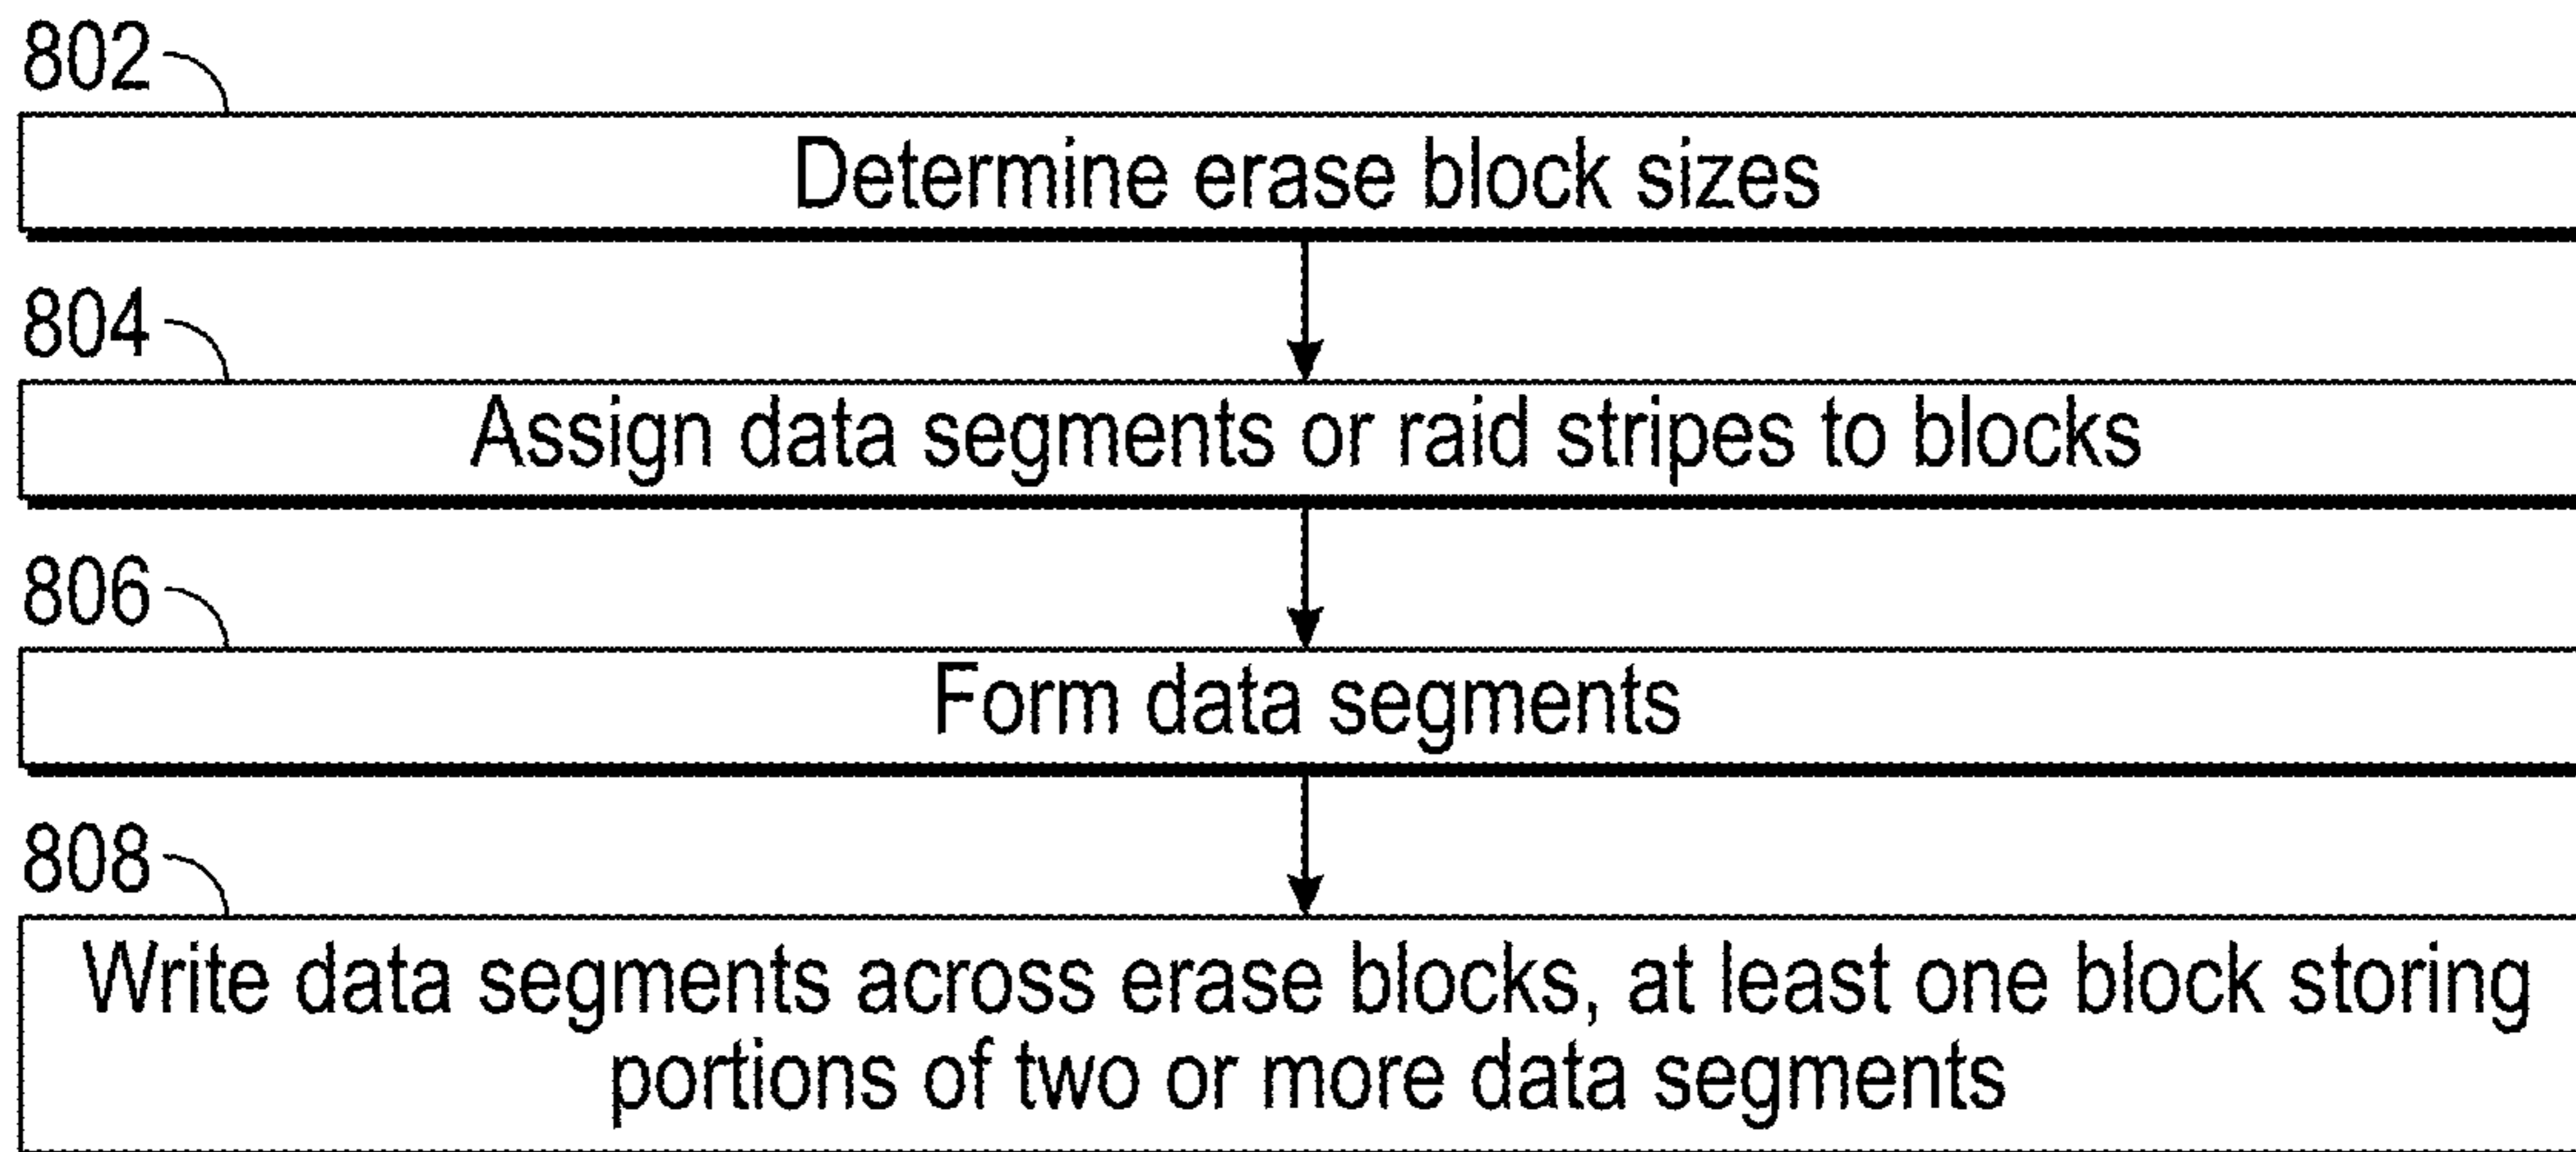 802
Determine erase block sizes
804
Assign data segments or raid stripes to blocks
806
Form data segments
808
Write data segments across erase blocks, at least one block storing
portions of two or more data segments